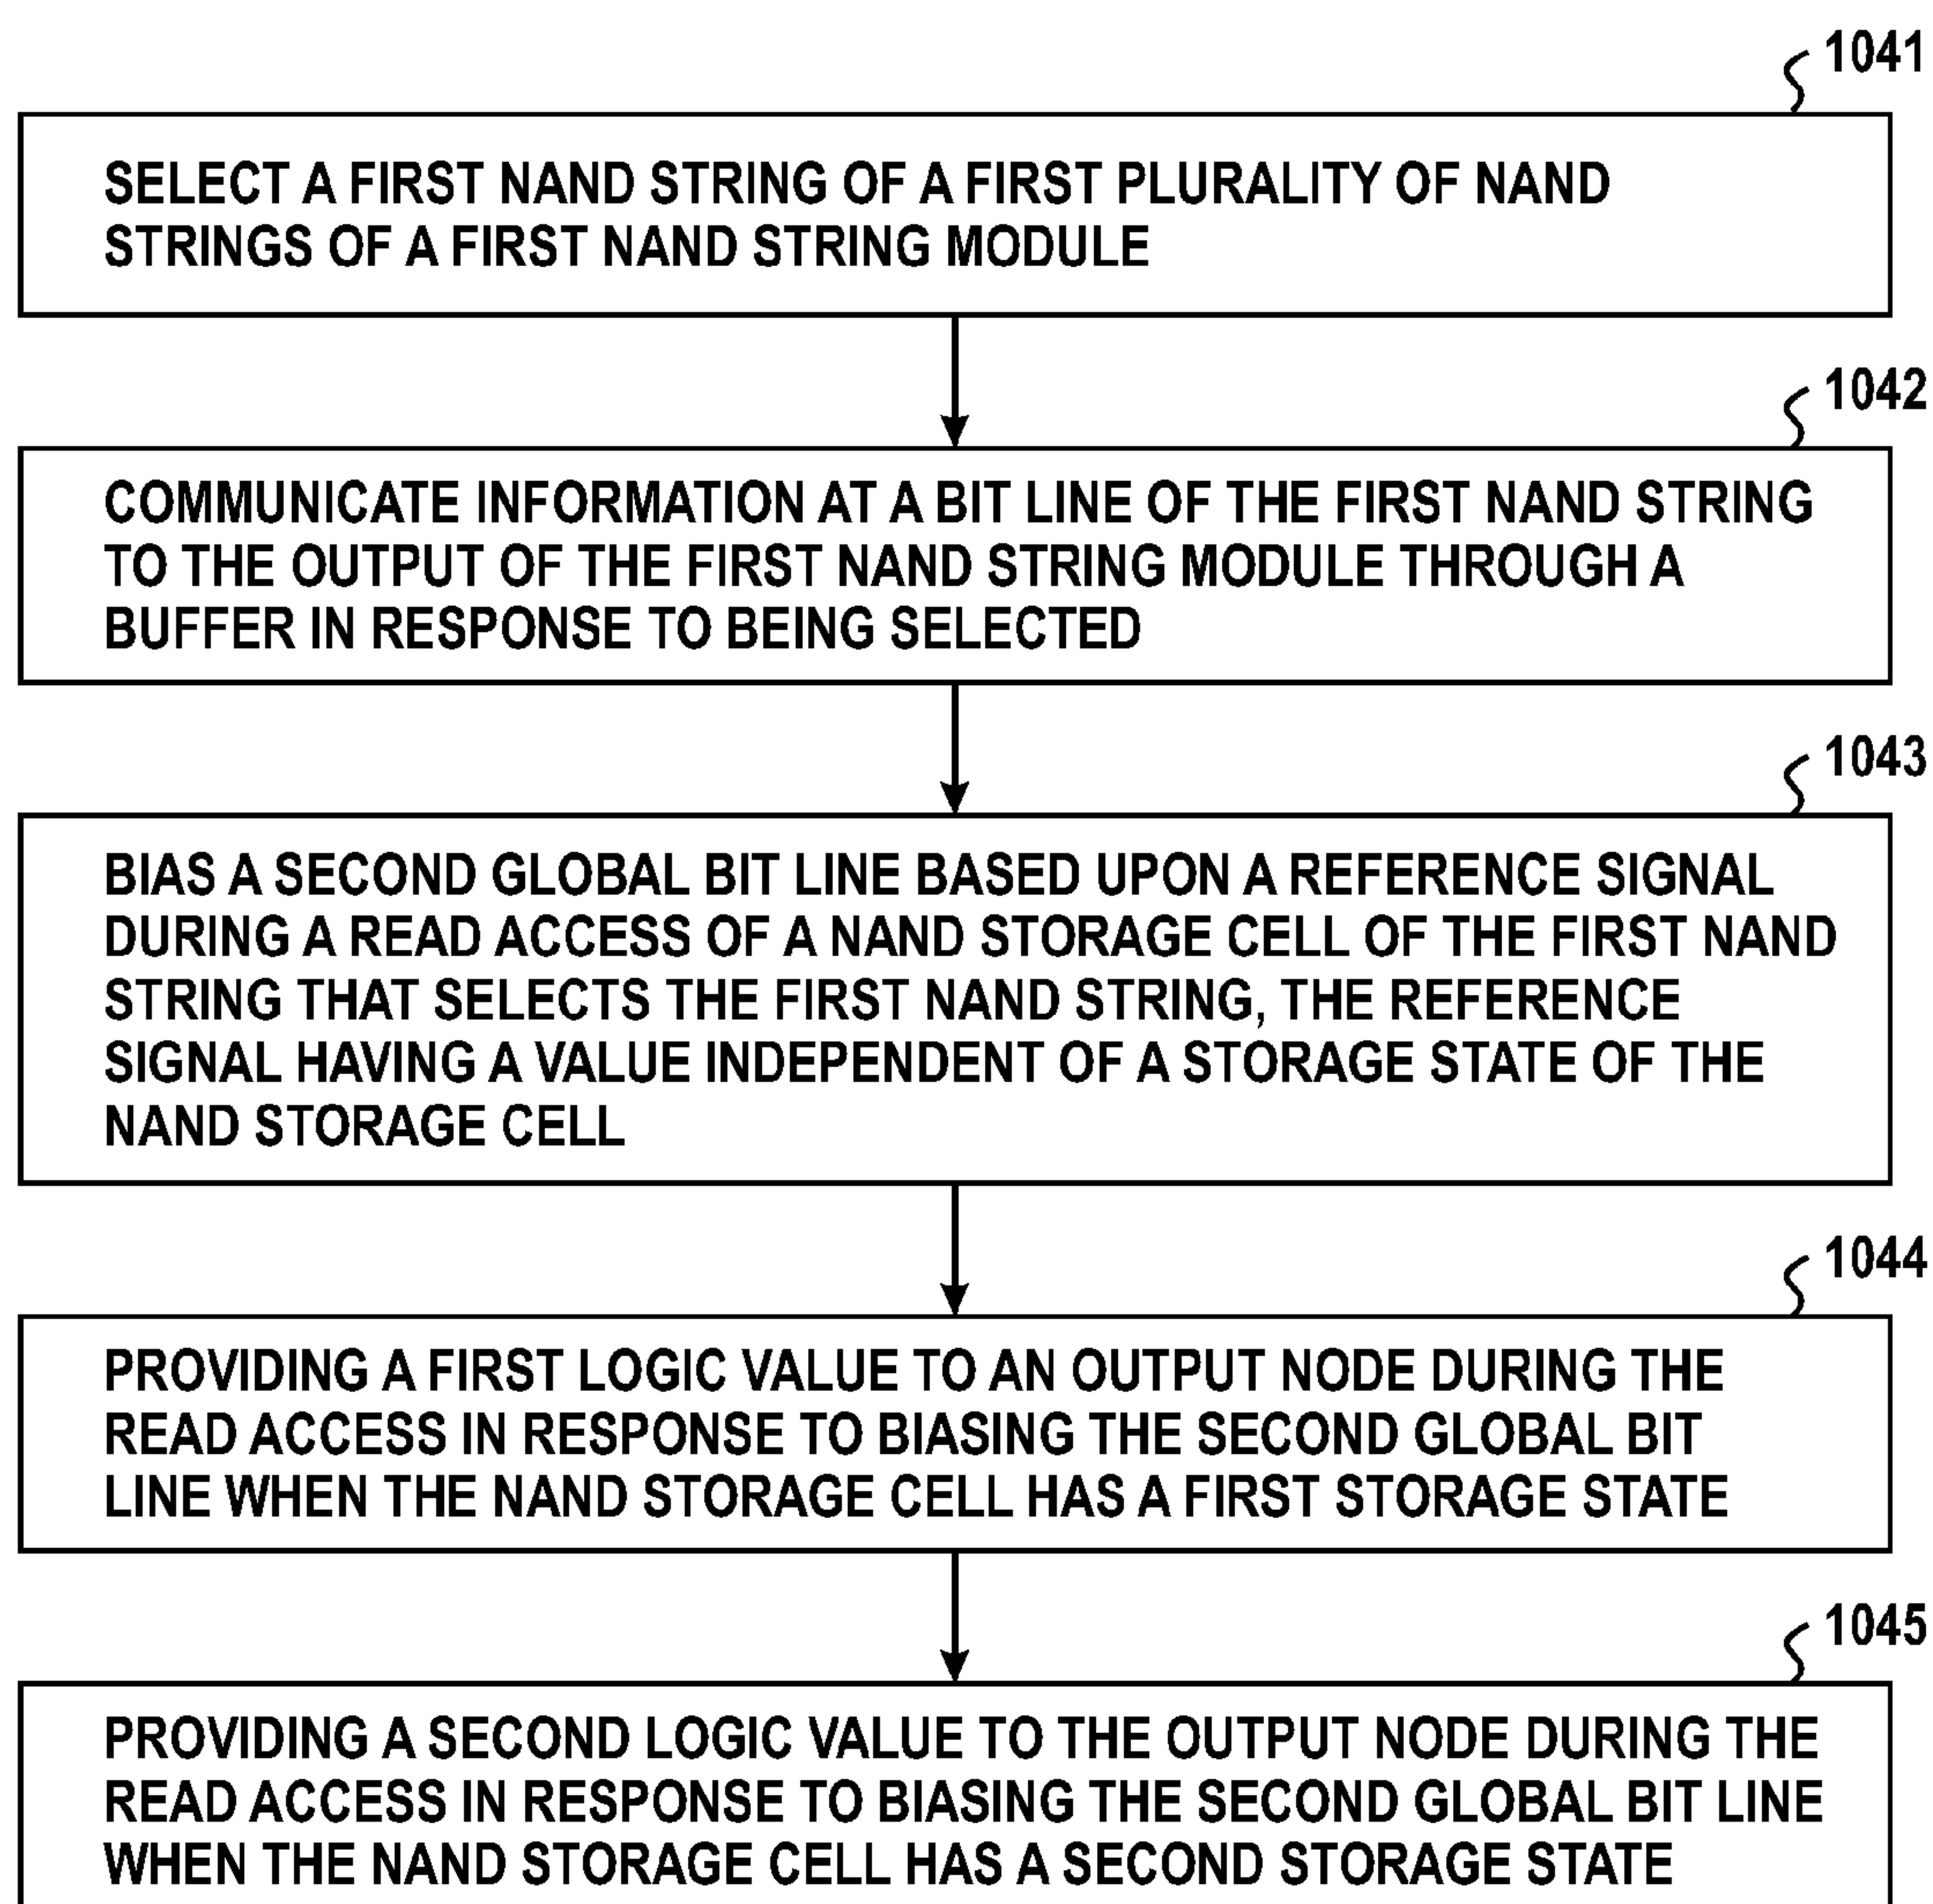 1041
SELECT A FIRST NAND STRING OF A FIRST PLURALITY OF NAND
STRINGS OF A FIRST NAND STRING MODULE
1042
COMMUNICATE INFORMATION AT A BIT LINE OF THE FIRST NAND STRING
TO THE OUTPUT OF THE FIRST NAND STRING MODULE THROUGH A
BUFFER IN RESPONSE TO BEING SELECTED
1043
BIAS A SECOND GLOBAL BIT LINE BASED UPON A REFERENCE SIGNAL
DURING A READ ACCESS OF A NAND STORAGE CELL OF THE FIRST NAND
STRING THAT SELECTS THE FIRST NAND STRING, THE REFERENCE
SIGNAL HAVING A VALUE INDEPENDENT OF A STORAGE STATE OF THE
NAND STORAGE CELL
1044
PROVIDING A FIRST LOGIC VALUE TO AN OUTPUT NODE DURING THE
READ ACCESS IN RESPONSE TO BIASING THE SECOND GLOBAL BIT
LINE WHEN THE NAND STORAGE CELL HAS A FIRST STORAGE STATE
1045
PROVIDING A SECOND LOGIC VALUE TO THE OUTPUT NODE DURING THE
READ ACCESS IN RESPONSE TO BIASING THE SECOND GLOBAL BIT LINE
WHEN THE NAND STORAGE CELL HAS A SECOND STORAGE STATE